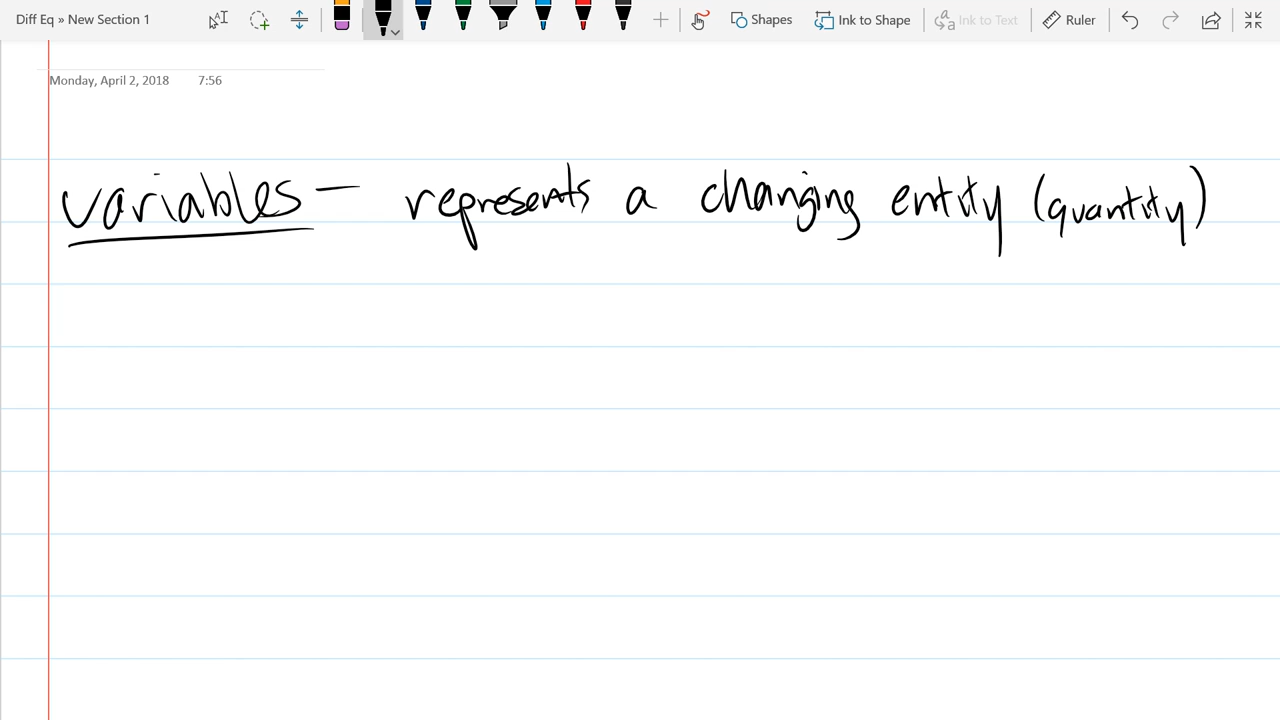 Diff Eq » New Section 1
Shapes
Ink to Shape
Ink to Text
Ruler
Monday, April 2, 2018 7:56
variables — represents a changing entity (quantity)